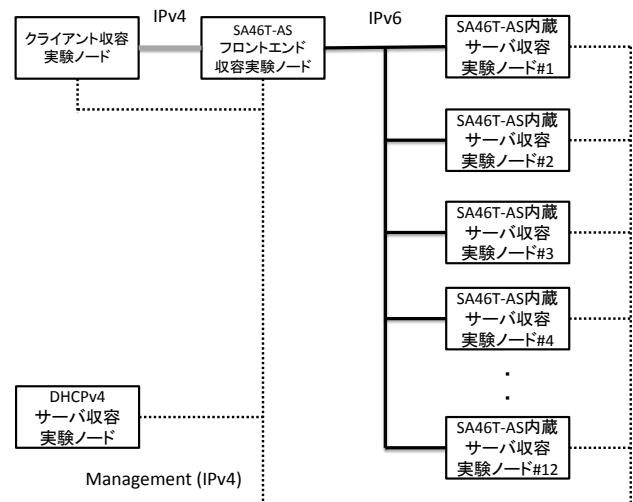 IPv4
クライアント収容
実験ノード
SA46T-AS
フロントエンド
収容実験ノード
IPv6
SA46T-AS内蔵
サーバ収容
実験ノード#1
SA46T-AS内蔵
サーバ収容
実験ノード#2
SA46T-AS内蔵
サーバ収容
実験ノード#3
SA46T-AS内蔵
サーバ収容
実験ノード#4
・
・
SA46T-AS内蔵
サーバ収容
実験ノード#12
DHCPv4
サーバ収容
実験ノード
Management (IPv4)